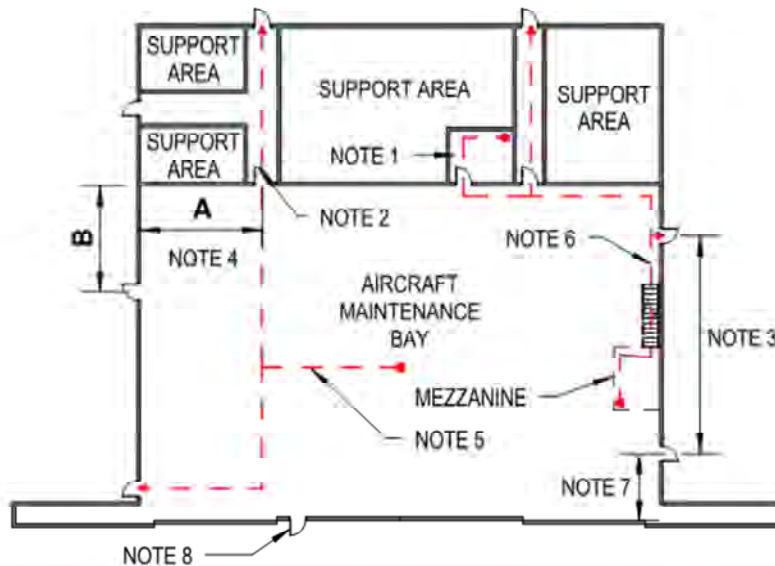 SUPPORT
AREA
SUPPORT AREA
SUPPORT
AREA
SUPPORT
AREA
NOTE 1
A
NOTE 2
B
NOTE 4
NOTE 6
AIRCRAFT
MAINTENANCE
BAY
NOTE 3
MEZZANINE
NOTE 5
NOTE 7
NOTE 8